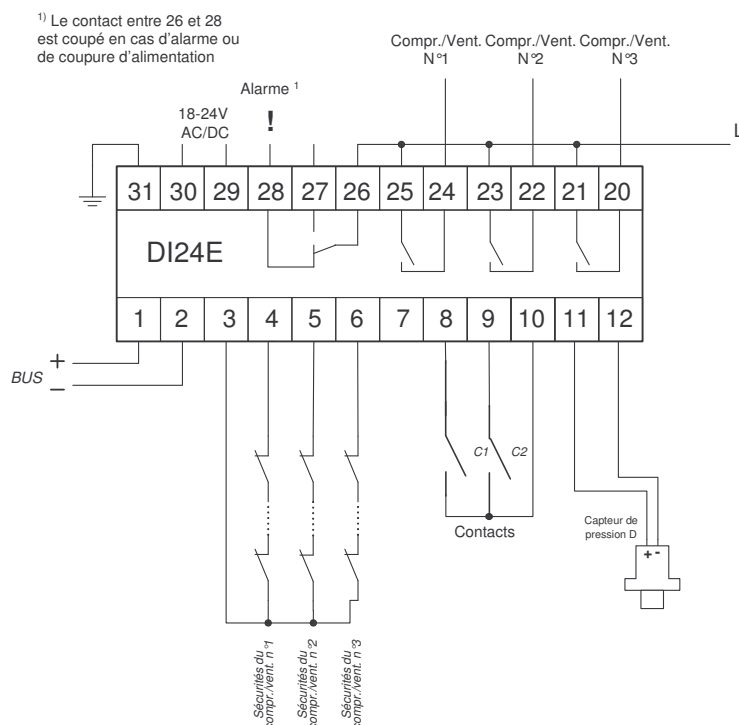 1) Le contact entre 26 et 28
est coupé en cas d'alarme ou
de coupure d'alimentation
Compr./Vent. Compr./Vent. Compr./Vent.
N°1 N°2 N°3
Alarme 1
18-24V
AC/DC
!
L
31 30 29 28 27 26 25 24 23 22 21 20
DI24E
1 2 3 4 5 6 7 8 9 10 11 12
+
BUS
–
C1 C2
Contacts
Capteur de
pression D
+ -
Sécurités du
compr./vent. n°1
Sécurités du
compr./vent. n°2
Sécurités du
compr./vent. n°3